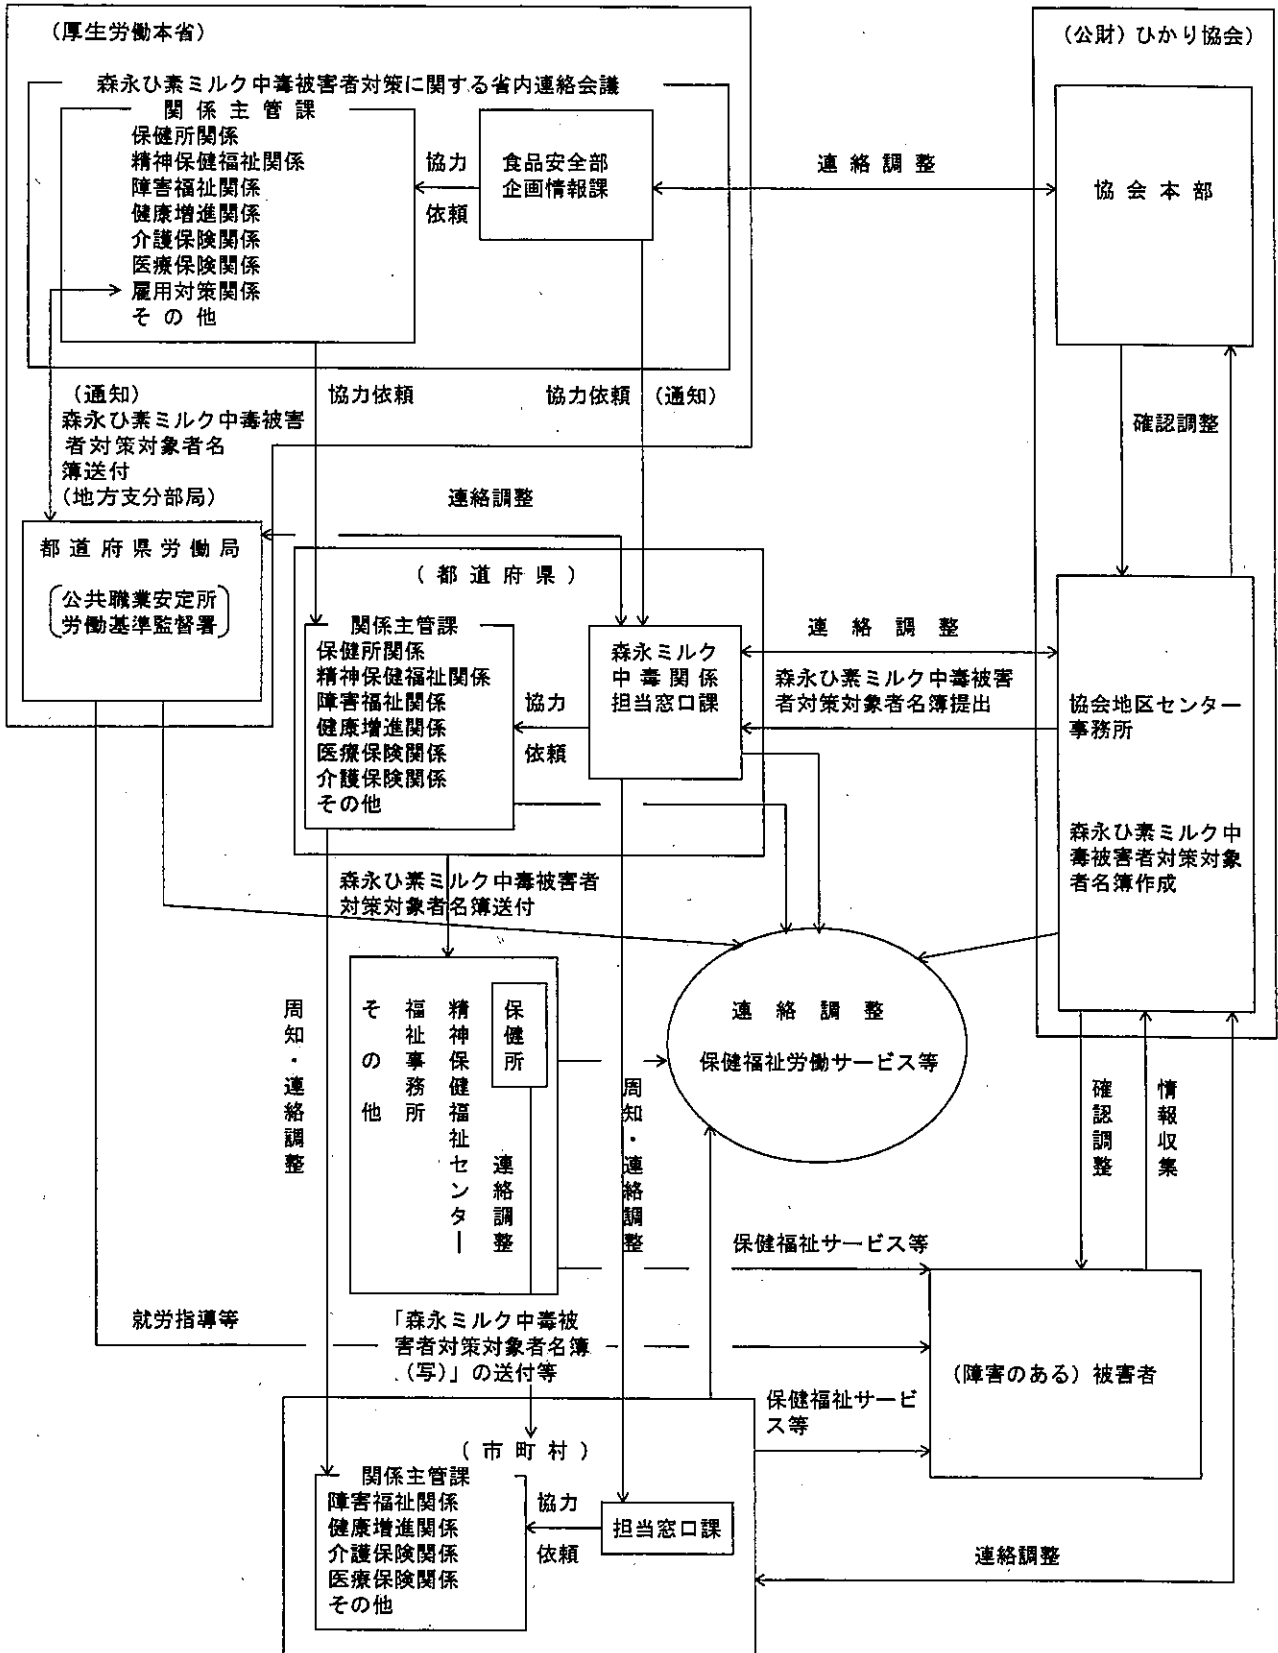 (厚生労働本省)
森永ひ素ミルク中毒被害者対策に関する省内連絡会議
関係主管課
保健所関係
精神保健福祉関係
障害福祉関係
健康増進関係
介護保険関係
医療保険関係
雇用対策関係
その他
協力
依頼
食品安全部
企画情報課
連絡調整
(公財)ひかり協会)
協会本部
(通知)
森永ひ素ミルク中毒被害
者対策対象者名
簿送付
(地方支分部局)
協力依頼
協力依頼(通知)
確認調整
連絡調整
都道府県労働局
公共職業安定所
労働基準監督署
(都道府県)
関係主管課
保健所関係
精神保健福祉関係
障害福祉関係
健康増進関係
医療保険関係
介護保険関係
その他
協力
依頼
森永ミルク
中毒関係
担当窓口課
連絡調整
森永ひ素ミルク中毒被害
者対策対象者名簿提出
協会地区センター
事務所
森永ひ素ミルク中
毒被害者対策対象
者名簿作成
森永ひ素ミルク中毒被害者
対策対象者名簿送付
周知・連絡調整
保健所
精神保健福祉センター
福祉事務所
その他
連絡調整
周知・連絡調整
連絡調整
保健福祉労働サービス等
確認調整
情報収集
保健福祉サービス等
就労指導等
「森永ミルク中毒被
害者対策対象者名簿
(写)」の送付等
(障害のある)被害者
保健福祉サービ
ス等
(市町村)
関係主管課
障害福祉関係
健康増進関係
介護保険関係
医療保険関係
その他
協力
依頼
担当窓口課
連絡調整